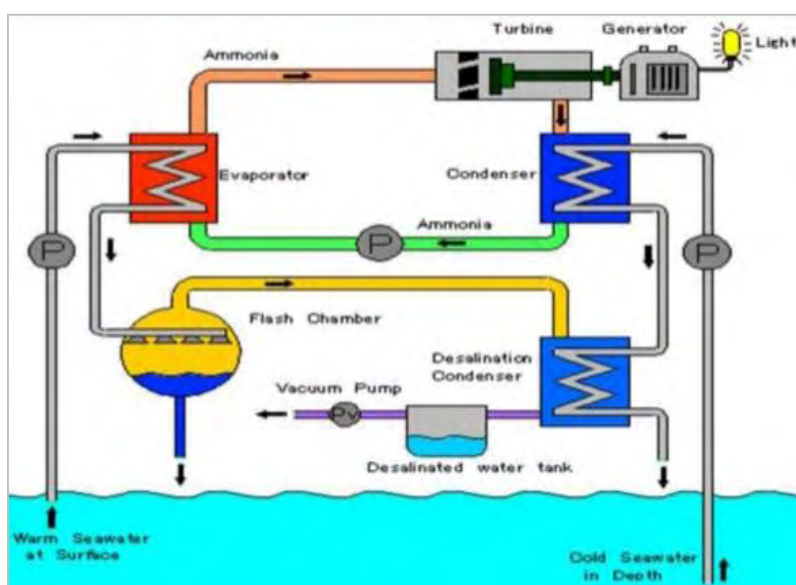 Turbine
Generator
Light
Ammonia
Evaporator
Condenser
Ammonia
P
P
P
Flash Chamber
Desalination
Condenser
Vacuum Pump
Pv
Desalinated water tank
Warm Seawater
at Surface
Cold Seawater
in Depth